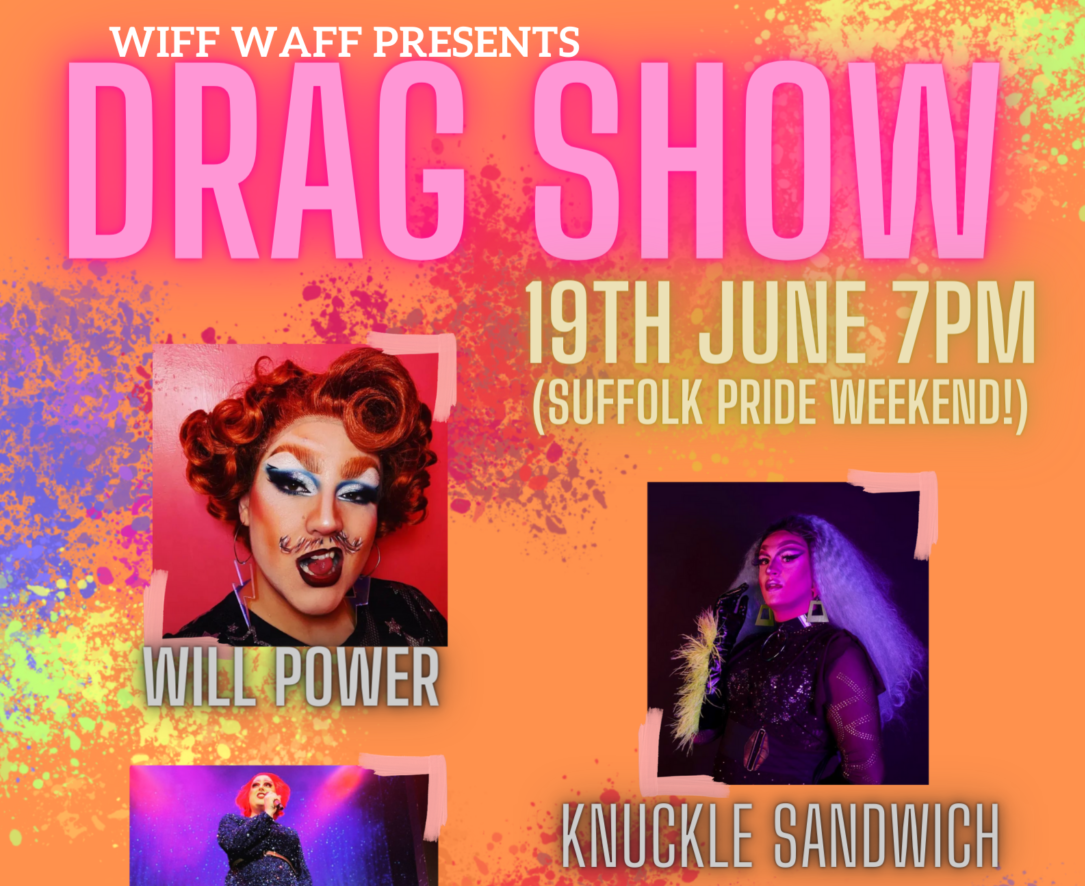 WIFF WAFF PRESENTS
DRAG SHOW
19TH JUNE 7PM
(SUFFOLK PRIDE WEEKEND!)
WILL POWER
KNUCKLE SANDWICH